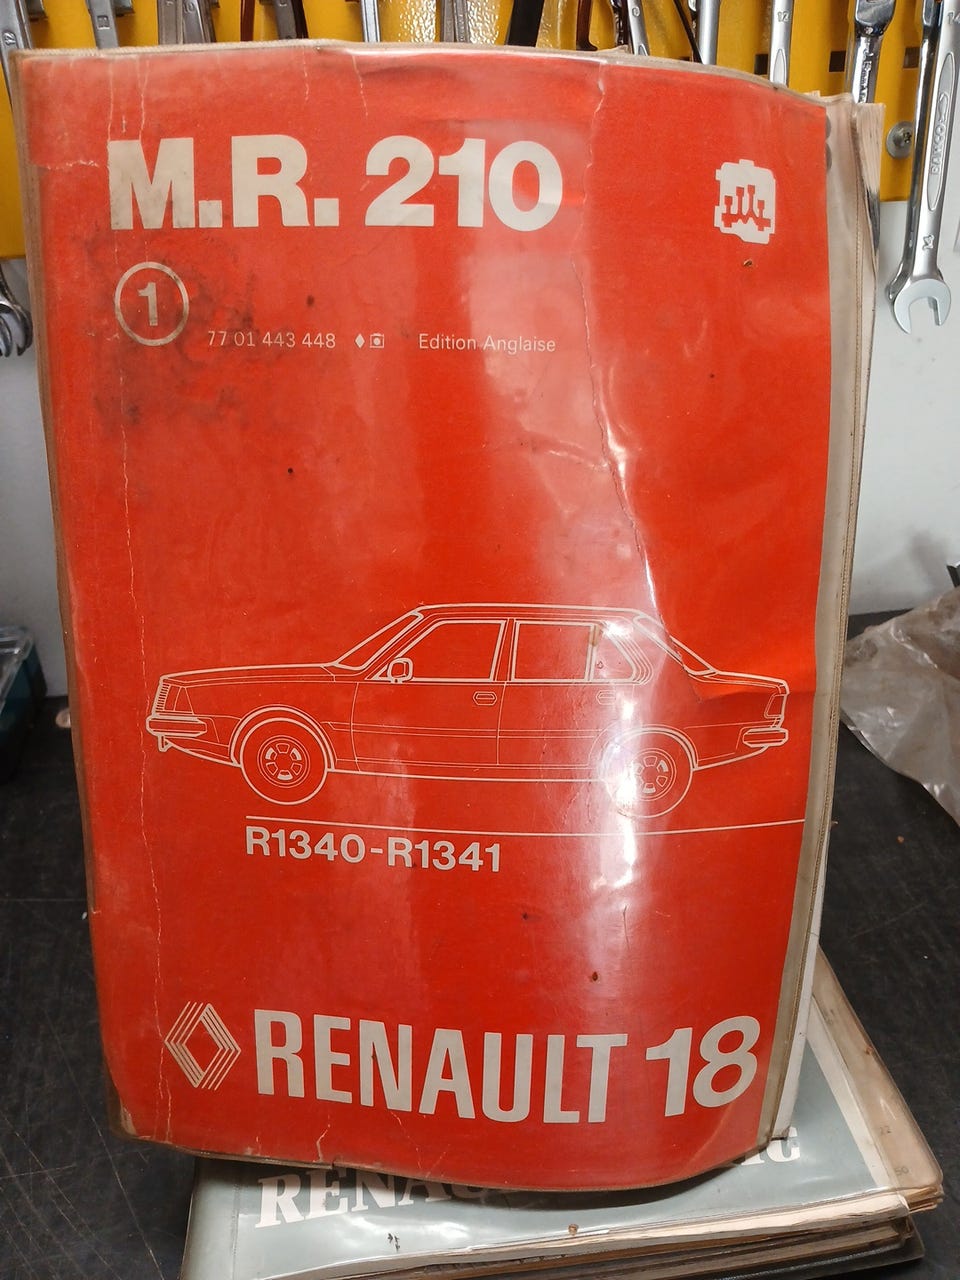 M.R. 210
1
77 01 443 448 Edition Anglaise
R1340-R1341
RENAULT 18